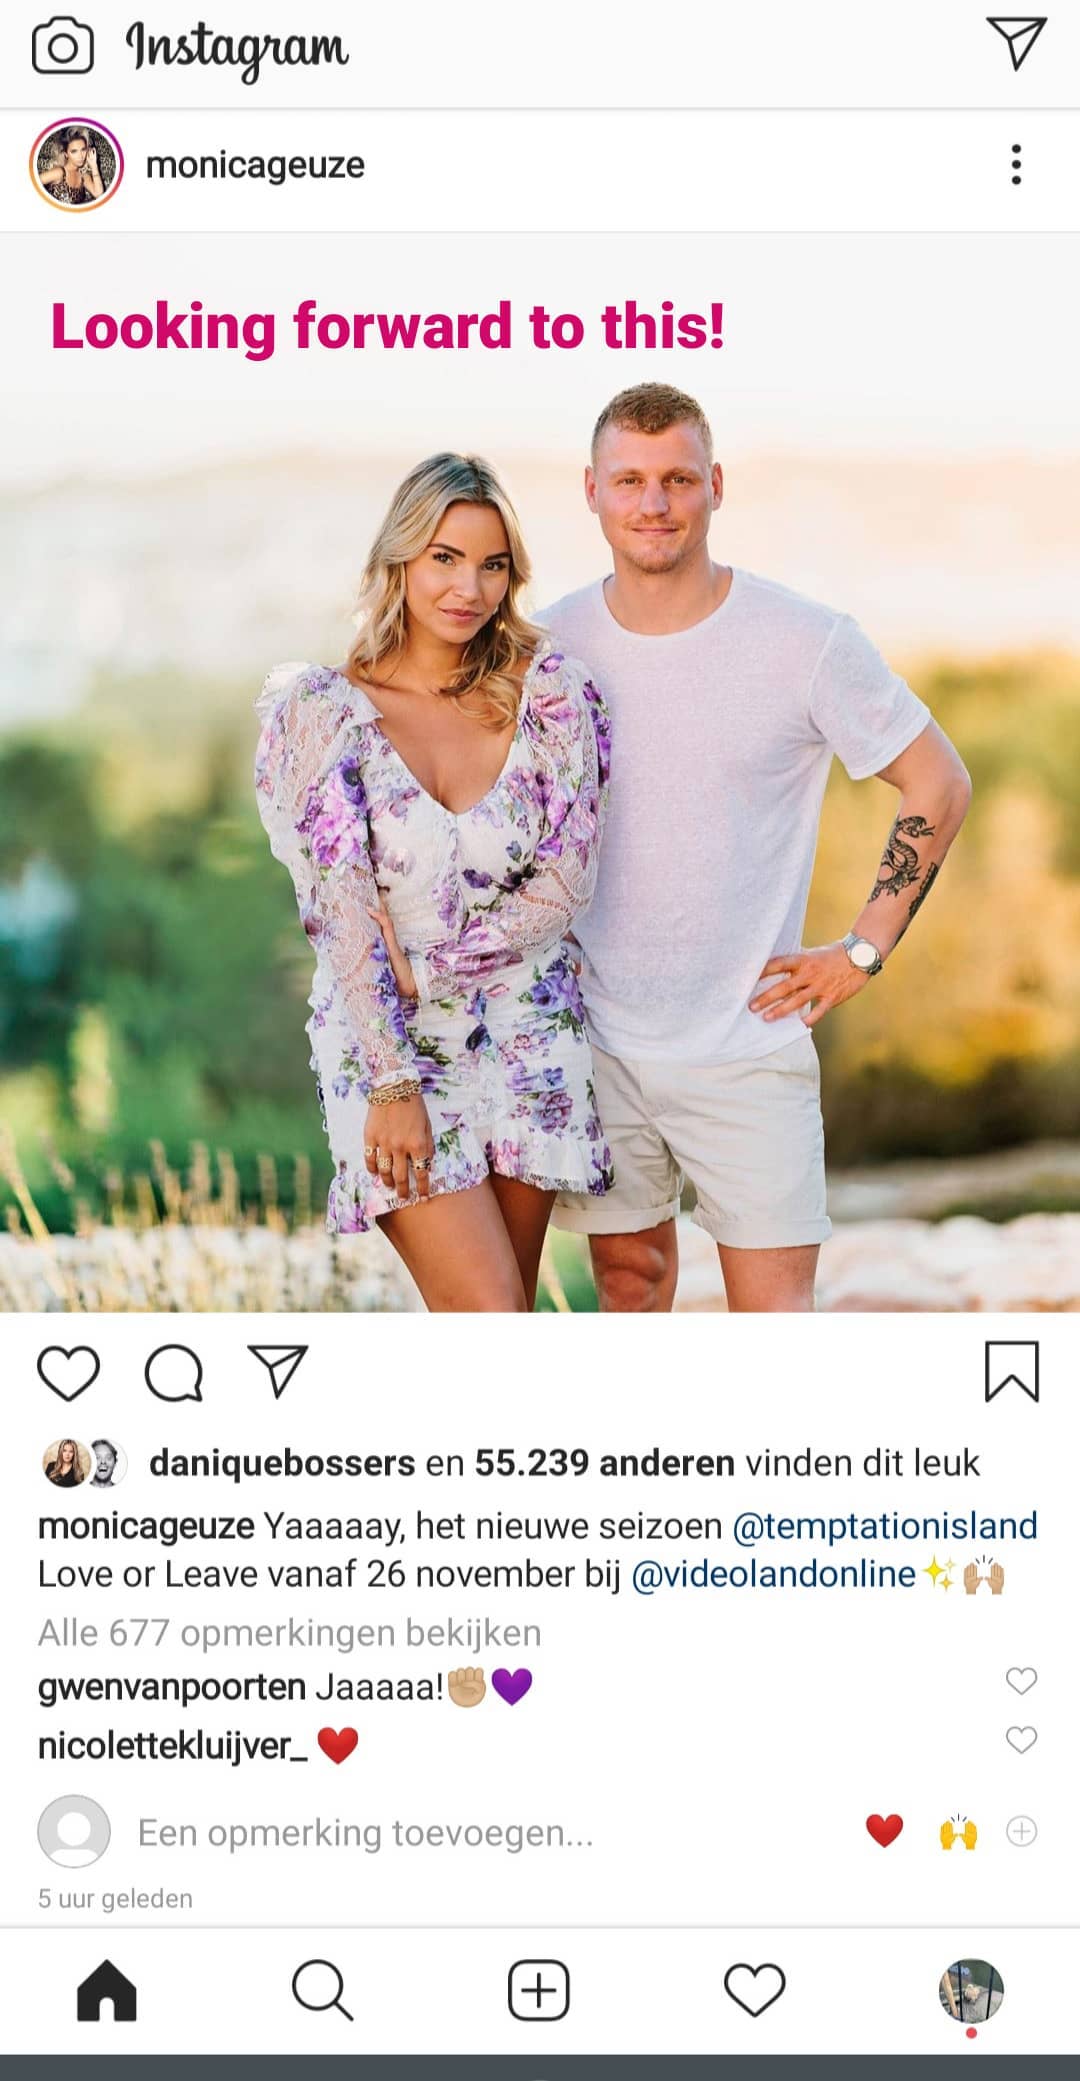 Instagram
monicageuze
Looking forward to this!
daniquebossers en 55.239 anderen vinden dit leuk
monicageuze Yaaaaay, het nieuwe seizoen @temptationisland
Love or Leave vanaf 26 november bij @videolandonline✨🙌🏼
Alle 677 opmerkingen bekijken
gwenvanpoorten Jaaaaa!✊🏼💜
nicolettekluijver_ ❤️
Een opmerking toevoegen... ❤️ 🙌
5 uur geleden